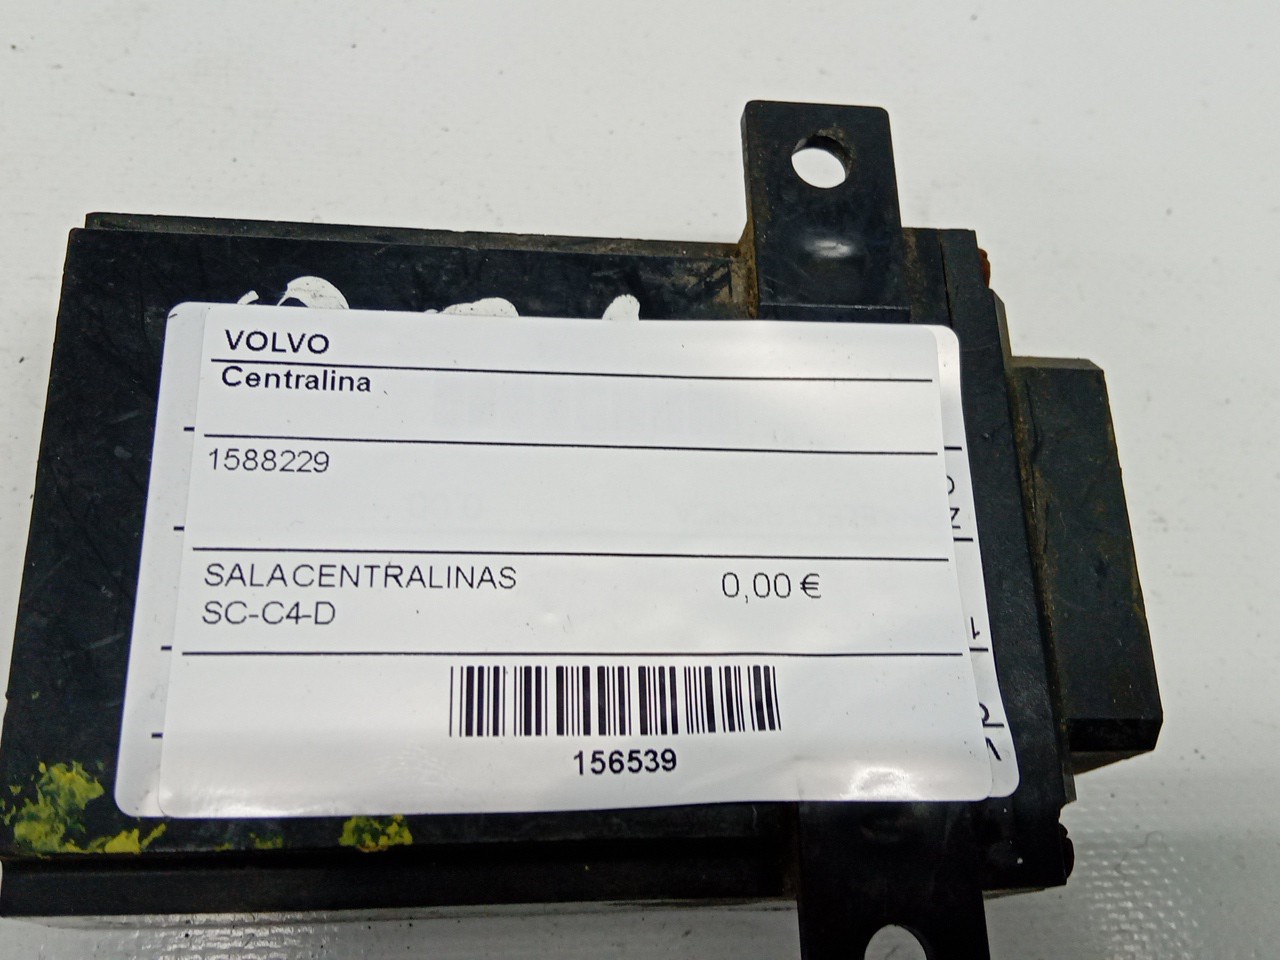 VOLVO
Centralina
1588229
SALACENTRALINAS
0,00 €
SC-C4-D
156539